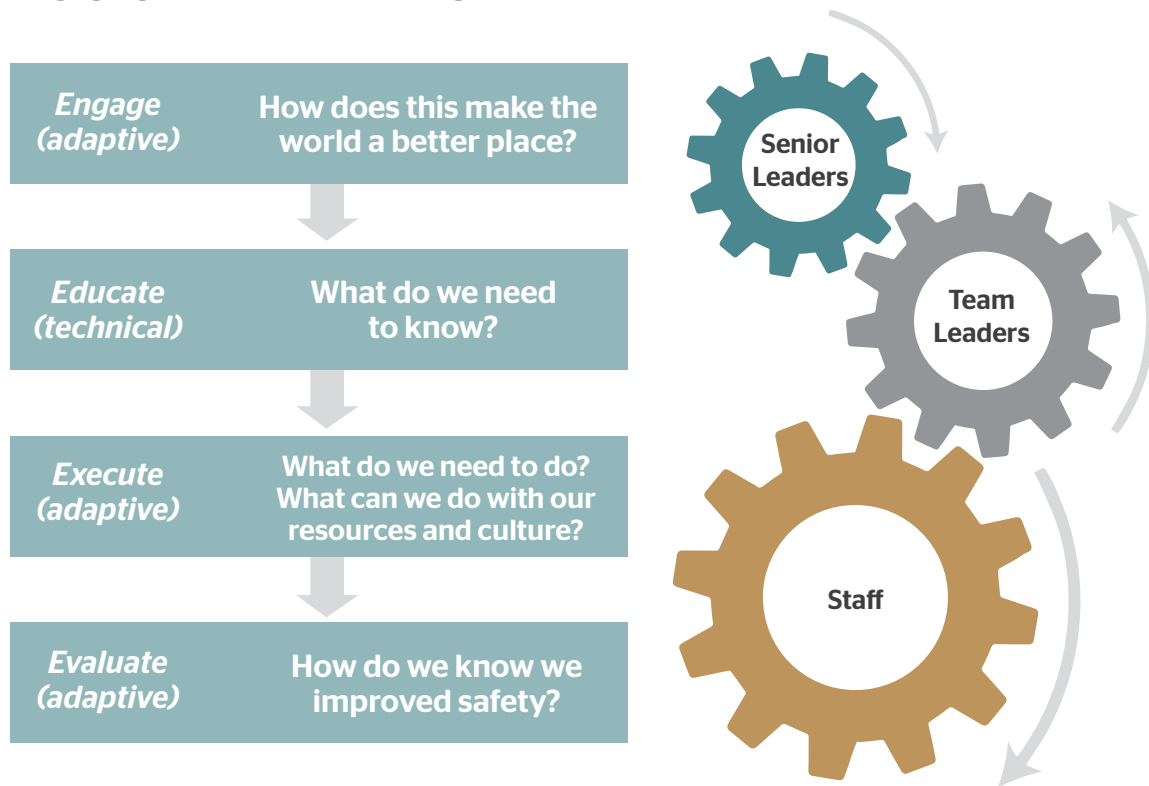 Engage
(adaptive)
How does this make the
world a better place?
Educate
(technical)
What do we need
to know?
Execute
(adaptive)
What do we need to do?
What can we do with our
resources and culture?
Evaluate
(adaptive)
How do we know we
improved safety?
Senior
Leaders
Team
Leaders
Staff